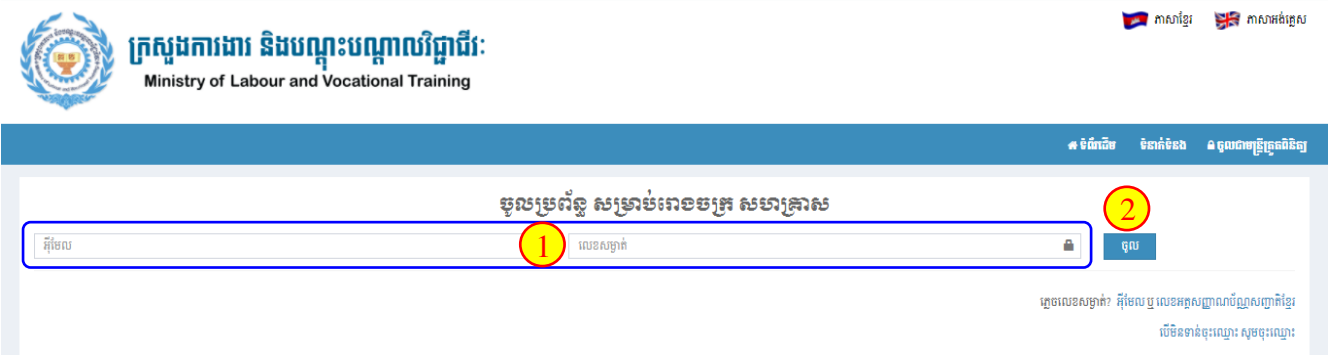 ភាសាខ្មែរ ភាសាអង់គ្លេស
ក្រសួងការងារ និងបណ្តុះបណ្តាលវិជ្ជាជីវៈ
Ministry of Labour and Vocational Training
ទំព័រដើម ទំនាក់ទំនង ចូលជាមន្ត្រីត្រួតពិនិត្យ
ចូលប្រព័ន្ធ សម្រាប់រោងចក្រ សហគ្រាស
2
អ៊ីមែល 1 លេខសម្ងាត់ ចូល
ភ្លេចលេខសម្ងាត់? អ៊ីមែល ឬ លេខអត្តសញ្ញាណប័ណ្ណសញ្ជាតិខ្មែរ
បើមិនទាន់ចុះឈ្មោះ សូមចុះឈ្មោះ